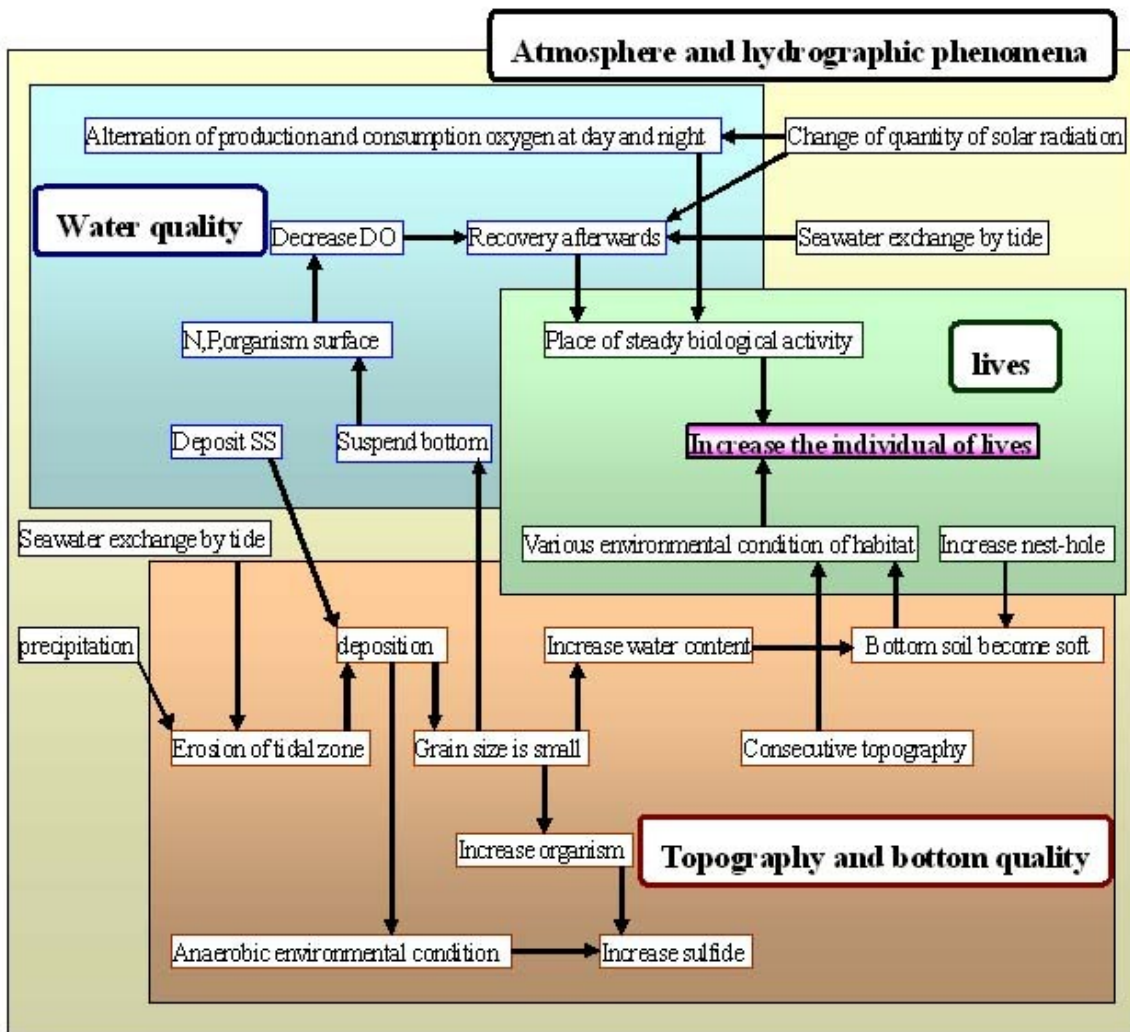 Atmosphere and hydrographic phenomena
Alternation of production and consumption oxygen at day and night
Change of quantity of solar radiation
Water quality
Decrease DO
Recovery afterwards
Seawater exchange by tide
N,P,organism surface
Place of steady biological activity
lives
Deposit SS
Suspend bottom
Increase the individual of lives
Seawater exchange by tide
Various environmental condition of habitat
Increase nest-hole
precipitation
deposition
Increase water content
Bottom soil become soft
Erosion of tidal zone
Grain size is small
Consecutive topography
Increase organism
Topography and bottom quality
Anaerobic environmental condition
Increase sulfide